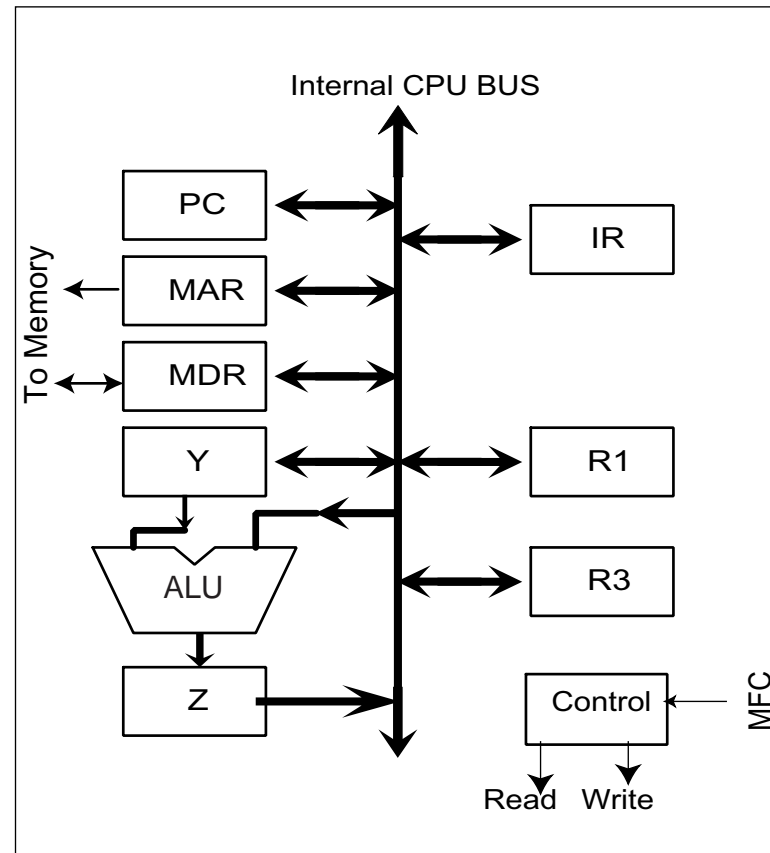 Internal CPU BUS
PC
IR
MAR
To Memory
MDR
Y
R1
ALU
R3
Z
Control
MFC
Read Write